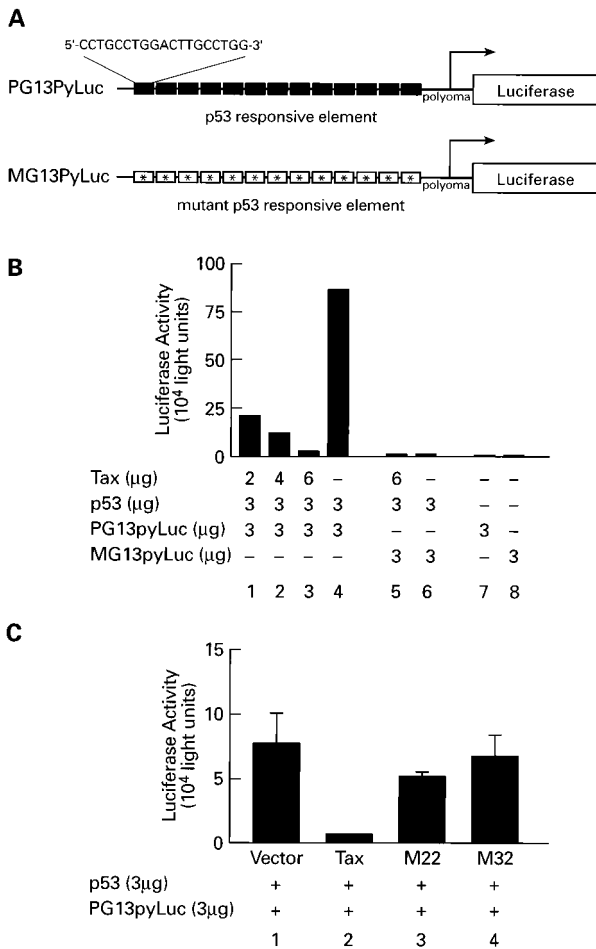 A
5'-CCTGCCTGGACTTGCCTGG-3'
PG13PyLuc
polyoma
Luciferase
p53 responsive element
MG13PyLuc
* * * * * * * * * * * * *
polyoma
Luciferase
mutant p53 responsive element
B
Luciferase Activity
(10⁴ light units)
100
75
50
25
0
Tax (µg) 2 4 6 – 6 – – –
p53 (µg) 3 3 3 3 3 3 – –
PG13pyLuc (µg) 3 3 3 3 – – 3 –
MG13pyLuc (µg) – – – – 3 3 – 3
1 2 3 4 5 6 7 8
C
Luciferase Activity
(10⁴ light units)
15
10
5
0
Vector Tax M22 M32
p53 (3µg) + + + +
PG13pyLuc (3µg) + + + +
1 2 3 4